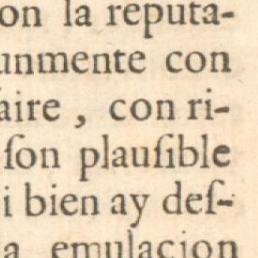 on la reputa-
unmente con
aire , con ri-
ſon plauſible
i bien ay deſ-
a emulacion